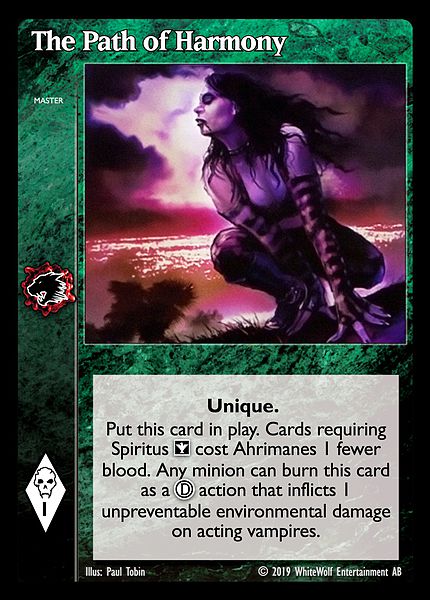 The Path of Harmony
MASTER
Unique.
Put this card in play. Cards requiring
Spiritus cost Ahrimanes 1 fewer
blood. Any minion can burn this card
as a Ⓓ action that inflicts 1
unpreventable environmental damage
on acting vampires.
1
Illus: Paul Tobin © 2019 WhiteWolf Entertainment AB